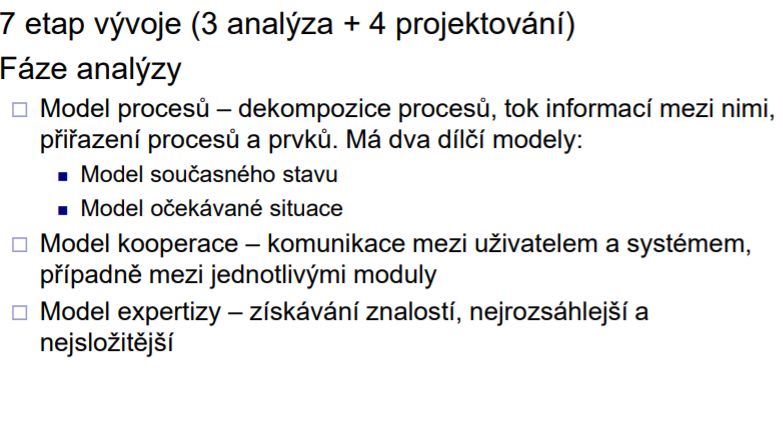 7 etap vývoje (3 analýza + 4 projektování)
Fáze analýzy
Model procesů – dekompozice procesů, tok informací mezi nimi,
přiřazení procesů a prvků. Má dva dílčí modely:
Model současného stavu
Model očekávané situace
Model kooperace – komunikace mezi uživatelem a systémem,
případně mezi jednotlivými moduly
Model expertizy – získávání znalostí, nejrozsáhlejší a
nejsložitější